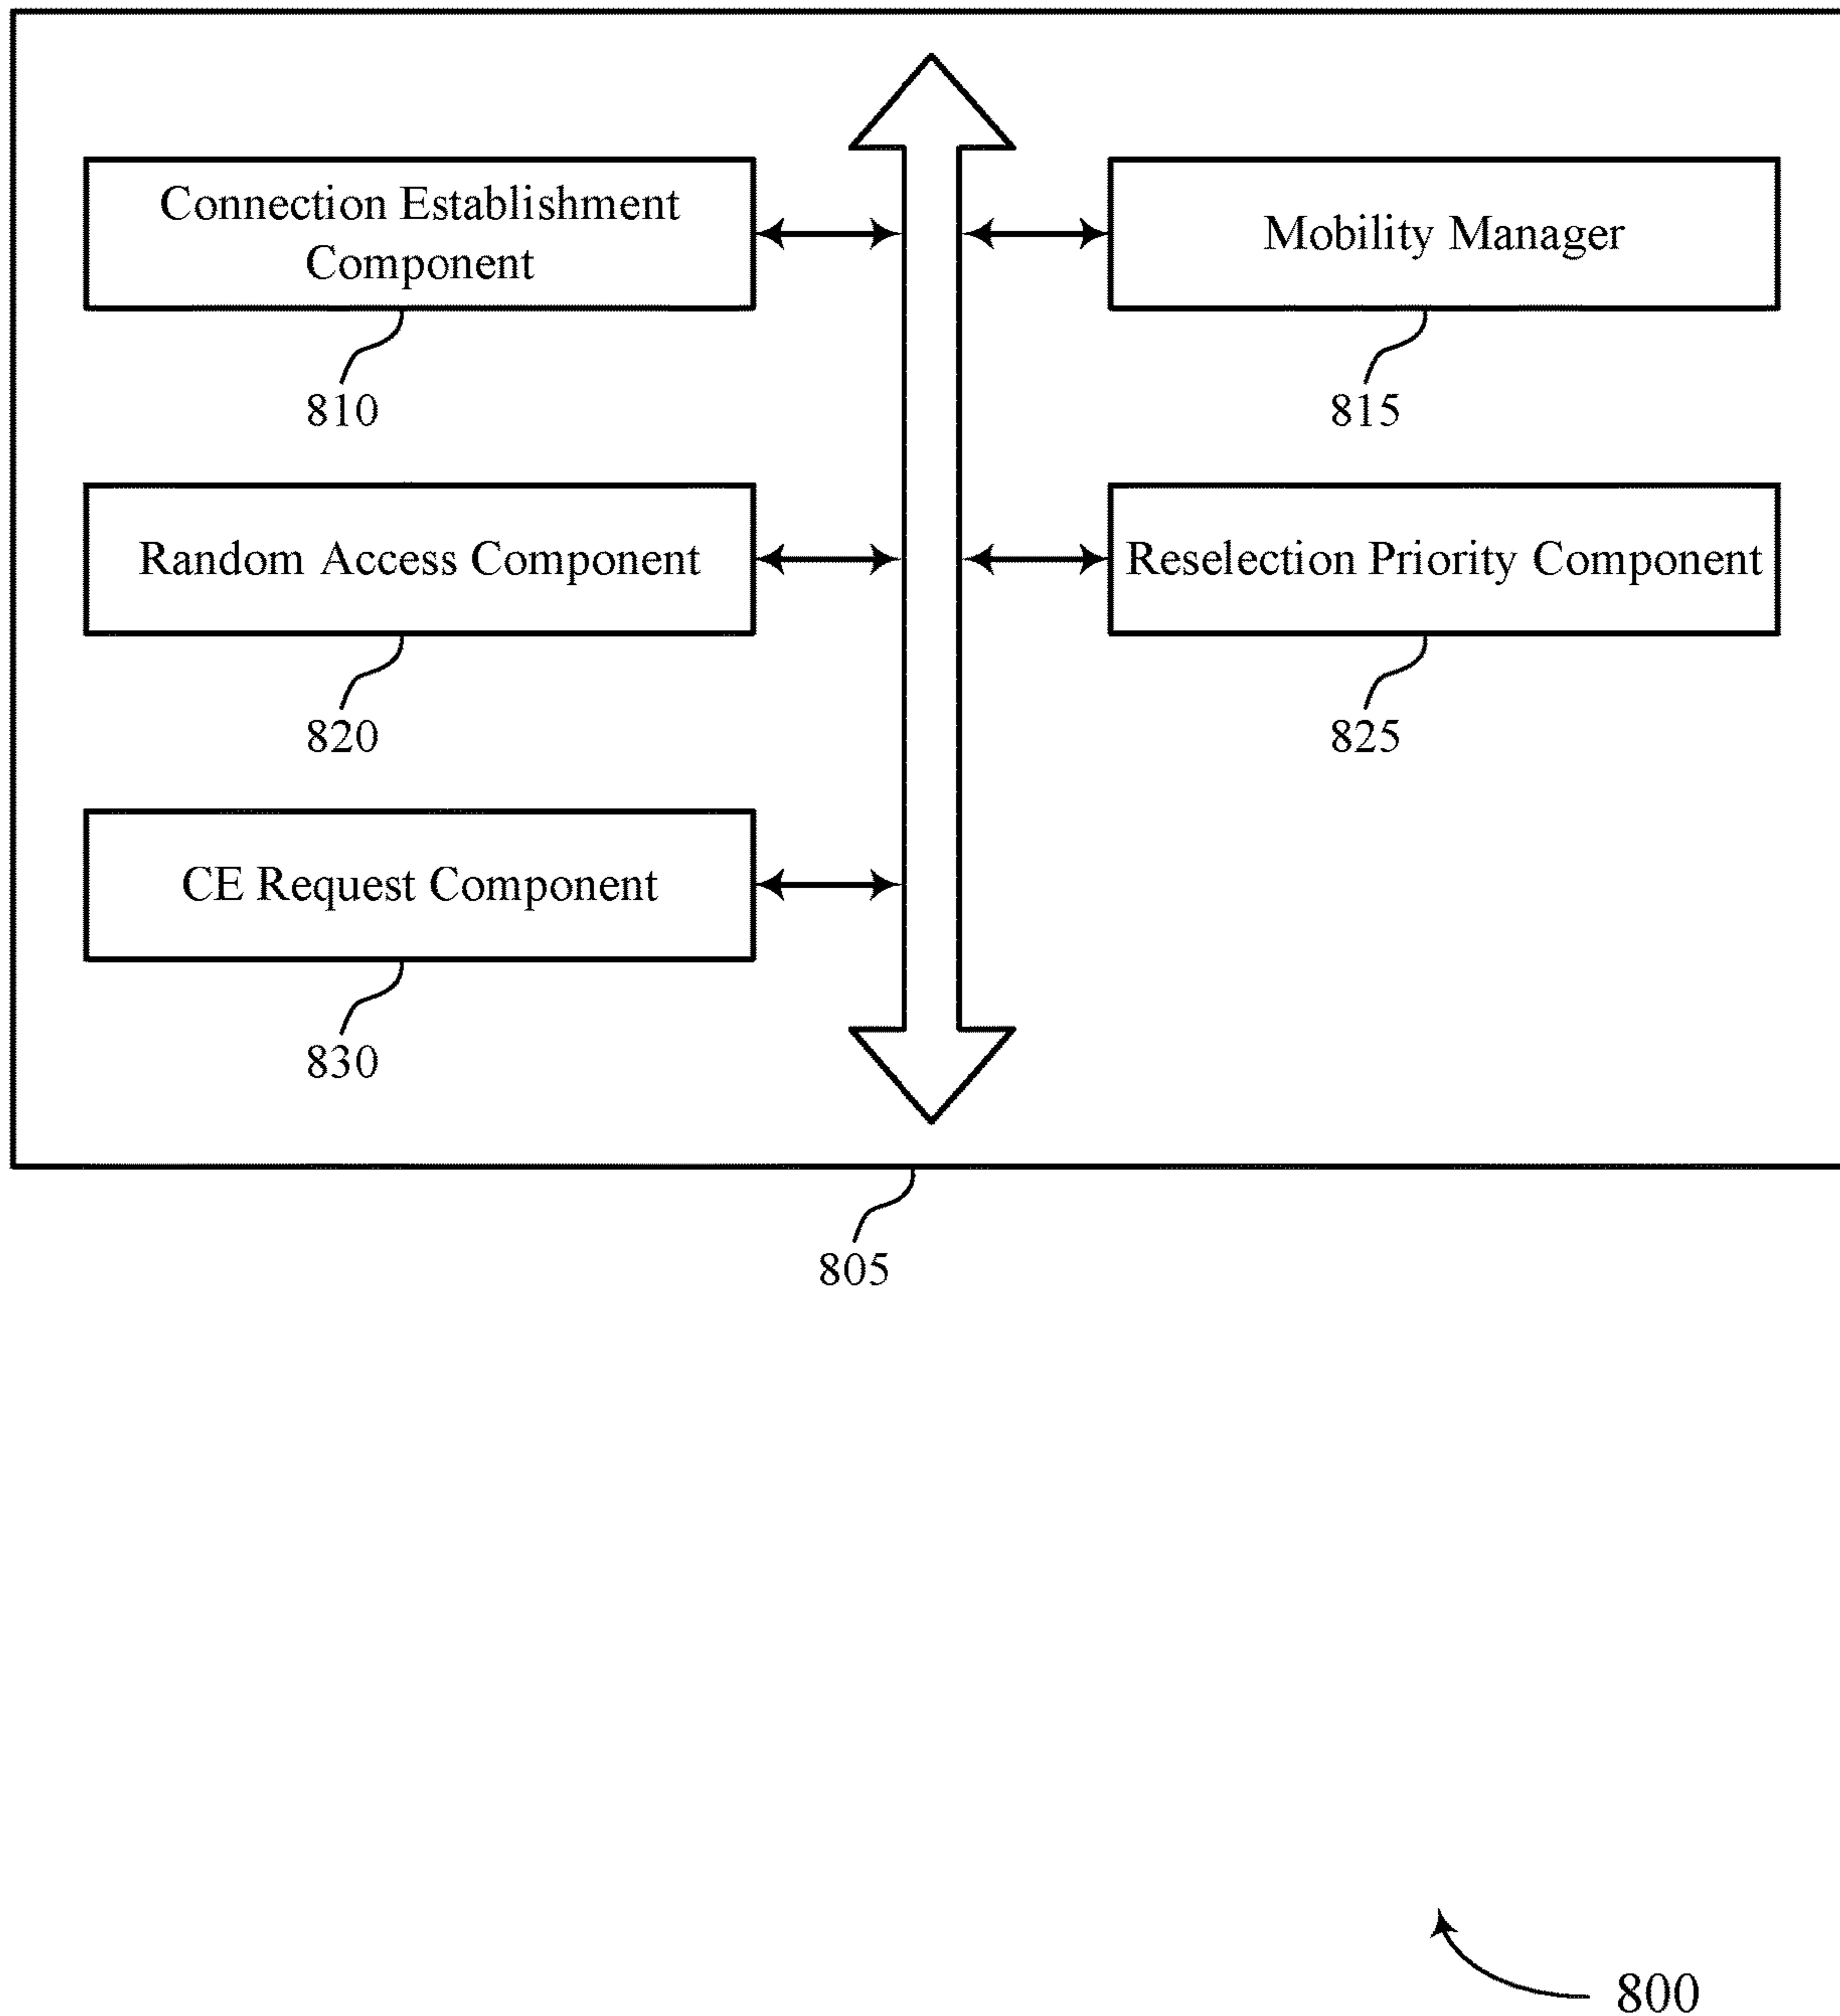 Connection Establishment
Component
810
Mobility Manager
815
Random Access Component
820
Reselection Priority Component
825
CE Request Component
830
805
800